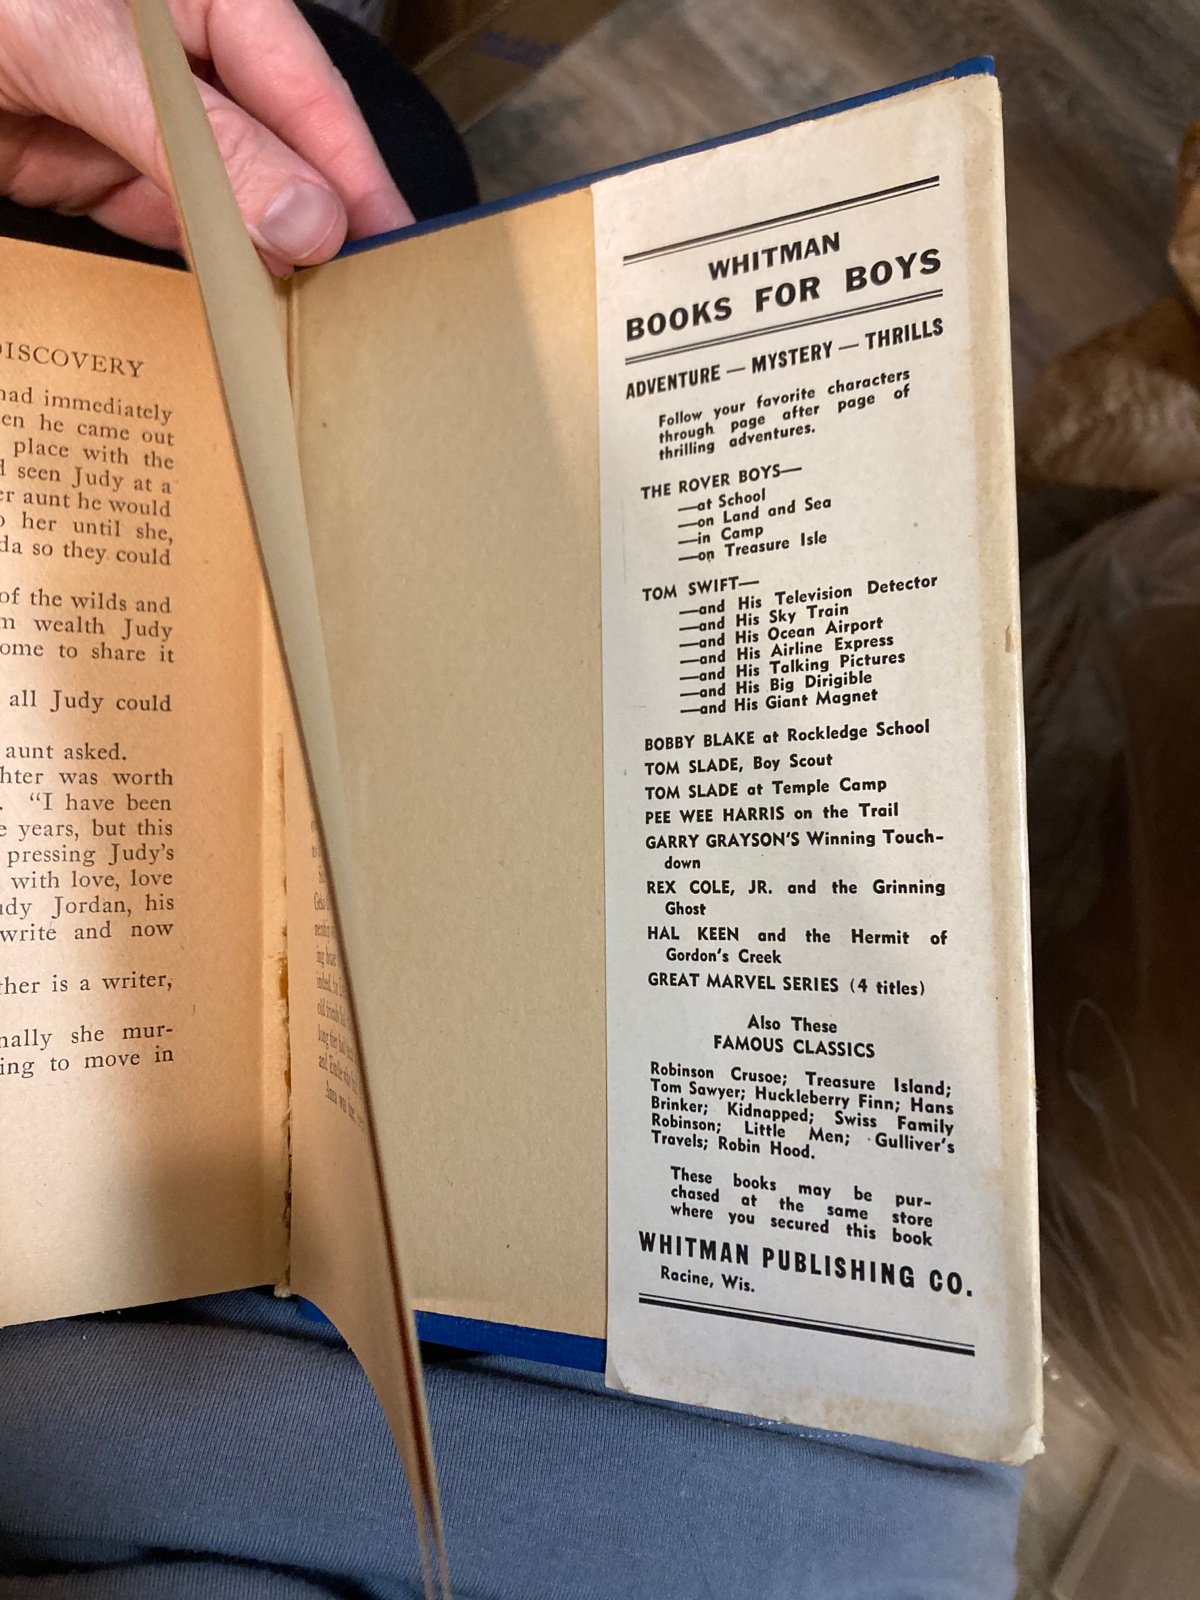 DISCOVERY
had immediately
en he came out
place with the
seen Judy at a
er aunt he would
her until she,
da so they could
of the wilds and
m wealth Judy
ome to share it
all Judy could
aunt asked.
hter was worth
. "I have been
e years, but this
pressing Judy's
with love, love
udy Jordan, his
write and now
ther is a writer,
nally she mur-
ing to move in
WHITMAN
BOOKS FOR BOYS
ADVENTURE — MYSTERY — THRILLS
Follow your favorite characters
through page after page of
thrilling adventures.
THE ROVER BOYS—
—at School
—on Land and Sea
—in Camp
—on Treasure Isle
TOM SWIFT—
—and His Television Detector
—and His Sky Train
—and His Ocean Airport
—and His Airline Express
—and His Talking Pictures
—and His Big Dirigible
—and His Giant Magnet
BOBBY BLAKE at Rockledge School
TOM SLADE, Boy Scout
TOM SLADE at Temple Camp
PEE WEE HARRIS on the Trail
GARRY GRAYSON'S Winning Touch-
down
REX COLE, JR. and the Grinning
Ghost
HAL KEEN and the Hermit of
Gordon's Creek
GREAT MARVEL SERIES (4 titles)
Also These
FAMOUS CLASSICS
Robinson Crusoe; Treasure Island;
Tom Sawyer; Huckleberry Finn; Hans
Brinker; Kidnapped; Swiss Family
Robinson; Little Men; Gulliver's
Travels; Robin Hood.
These books may be pur-
chased at the same store
where you secured this book
WHITMAN PUBLISHING CO.
Racine, Wis.